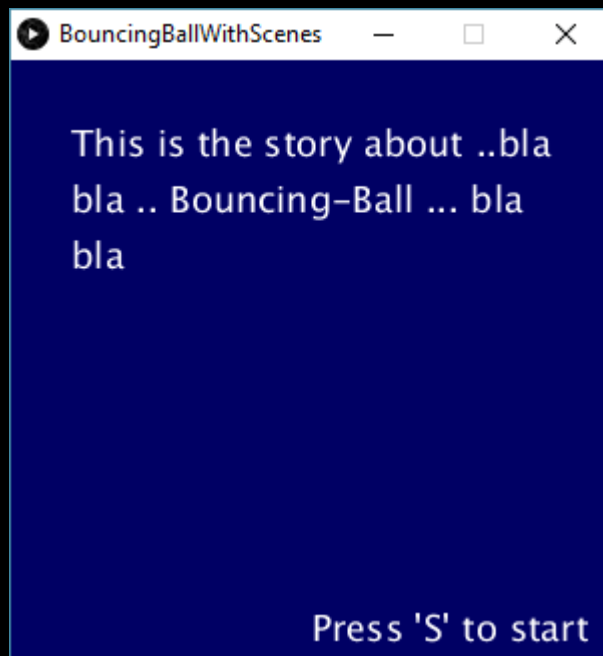 BouncingBallWithScenes
This is the story about ..bla
bla .. Bouncing-Ball ... bla
bla
Press 'S' to start